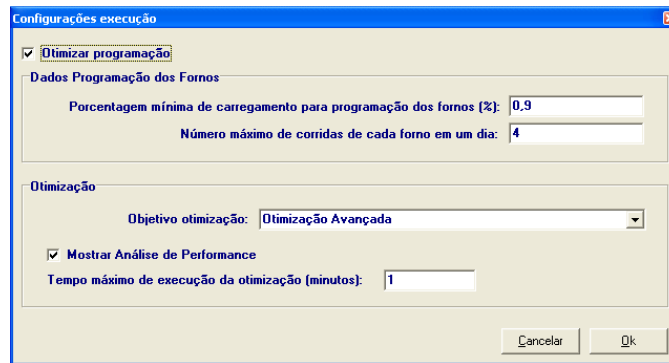 Configurações execução
Otimizar programação
Dados Programação dos Fornos
Porcentagem mínima de carregamento para programação dos fornos (%): 0,9
Número máximo de corridas de cada forno em um dia: 4
Otimização
Objetivo otimização: Otimização Avançada
Mostrar Análise de Performance
Tempo máximo de execução da otimização (minutos): 1
Cancelar Ok